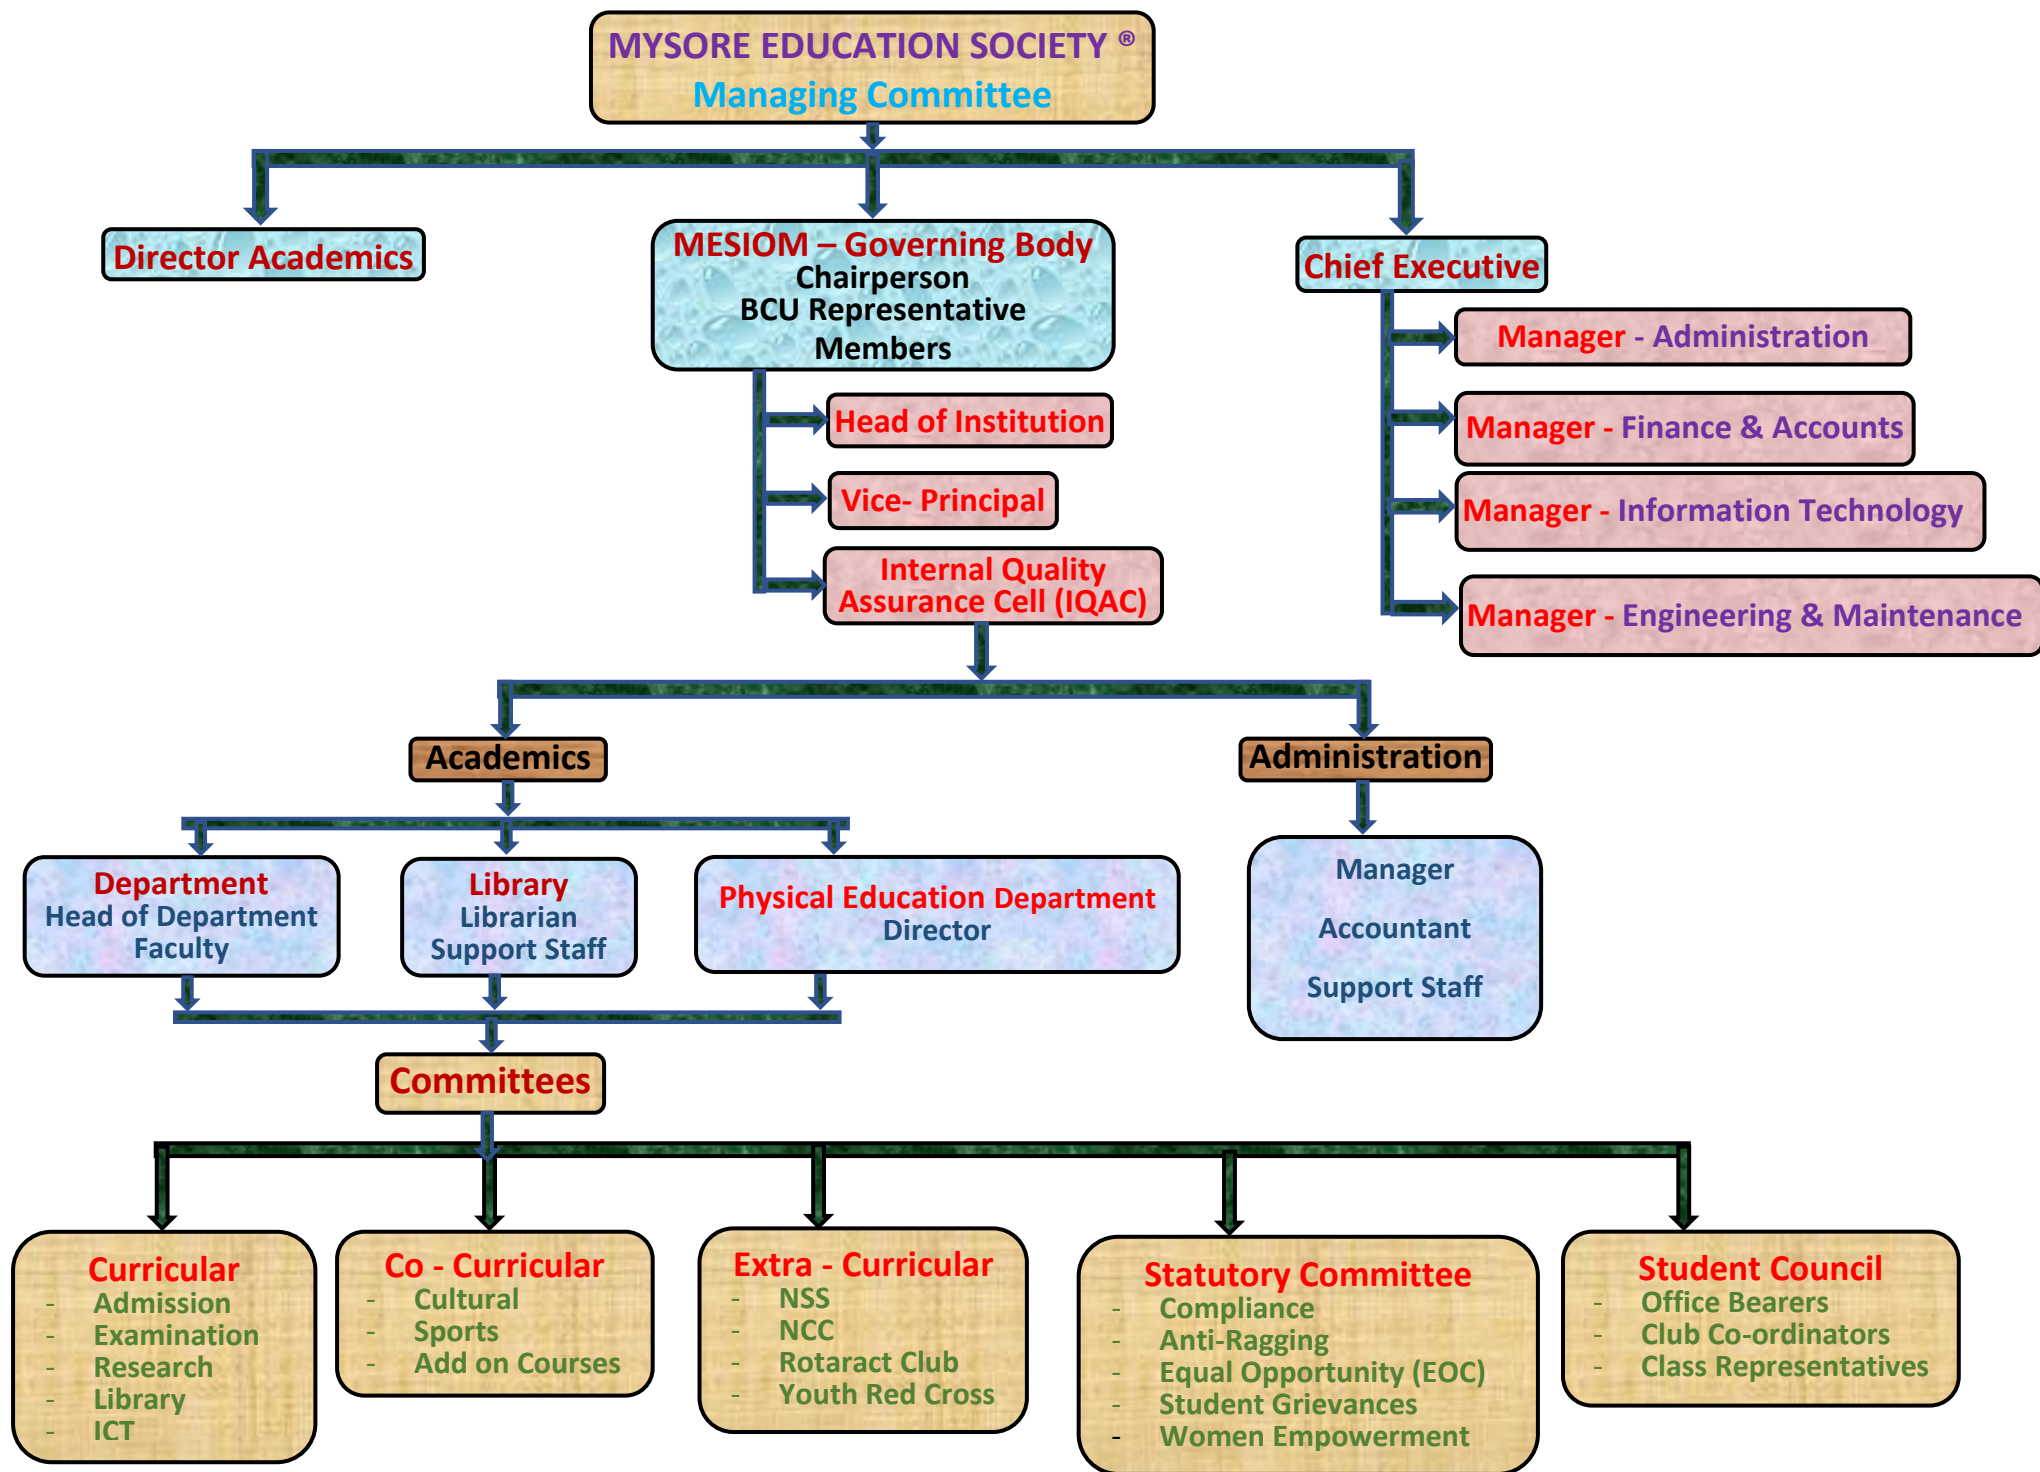 MYSORE EDUCATION SOCIETY ®
Managing Committee
Director Academics
MESIOM – Governing Body
Chairperson
BCU Representative
Members
Chief Executive
Manager - Administration
Manager - Finance & Accounts
Manager - Information Technology
Manager - Engineering & Maintenance
Head of Institution
Vice- Principal
Internal Quality
Assurance Cell (IQAC)
Academics
Administration
Department
Head of Department
Faculty
Library
Librarian
Support Staff
Physical Education Department
Director
Manager
Accountant
Support Staff
Committees
Curricular
- Admission
- Examination
- Research
- Library
- ICT
Co - Curricular
- Cultural
- Sports
- Add on Courses
Extra - Curricular
- NSS
- NCC
- Rotaract Club
- Youth Red Cross
Statutory Committee
- Compliance
- Anti-Ragging
- Equal Opportunity (EOC)
- Student Grievances
- Women Empowerment
Student Council
- Office Bearers
- Club Co-ordinators
- Class Representatives